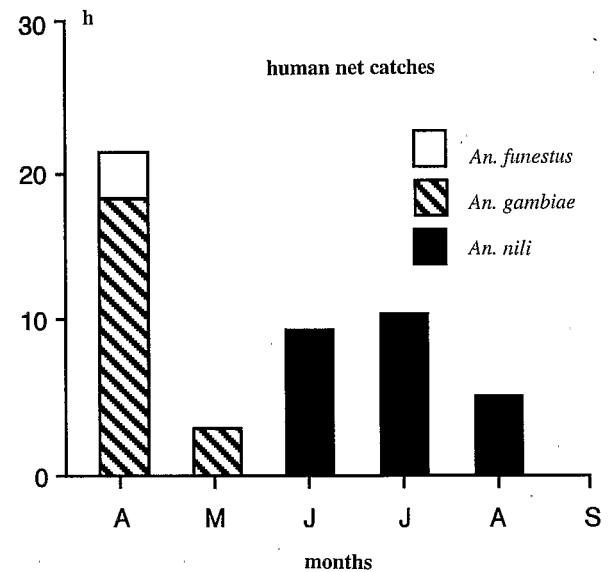 30
h
human net catches
An. funestus
20
An. gambiae
An. nili
10
0
A M J J A S
months